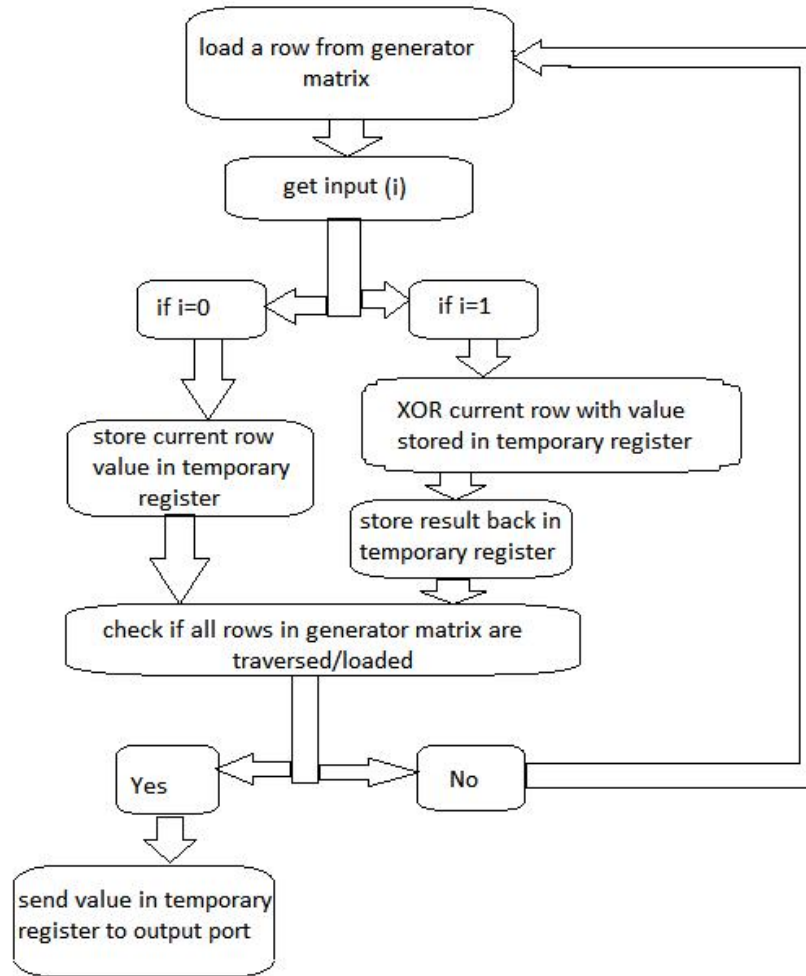 load a row from generator
matrix
get input (i)
if i=0
if i=1
store current row
value in temporary
register
XOR current row with value
stored in temporary register
store result back in
temporary register
check if all rows in generator matrix are
traversed/loaded
Yes
No
send value in temporary
register to output port